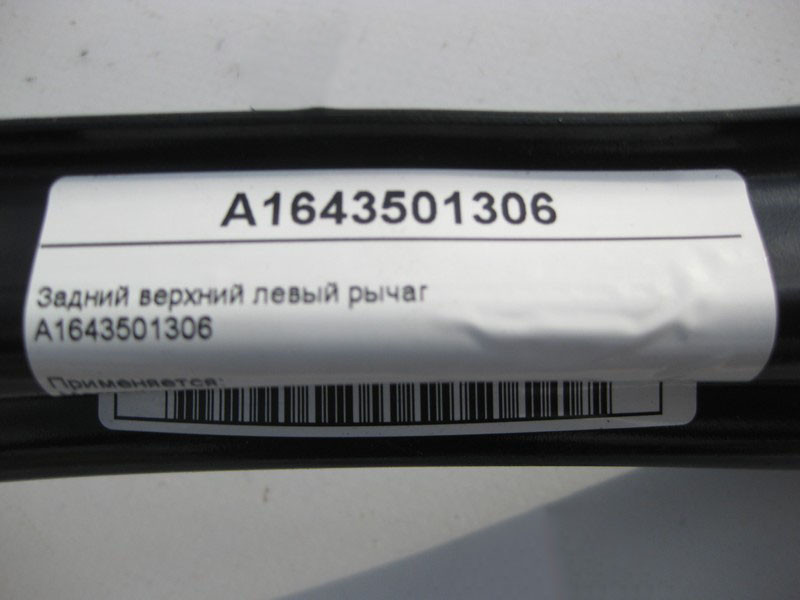 A1643501306
Задний верхний левый рычаг
A1643501306
Применяется: